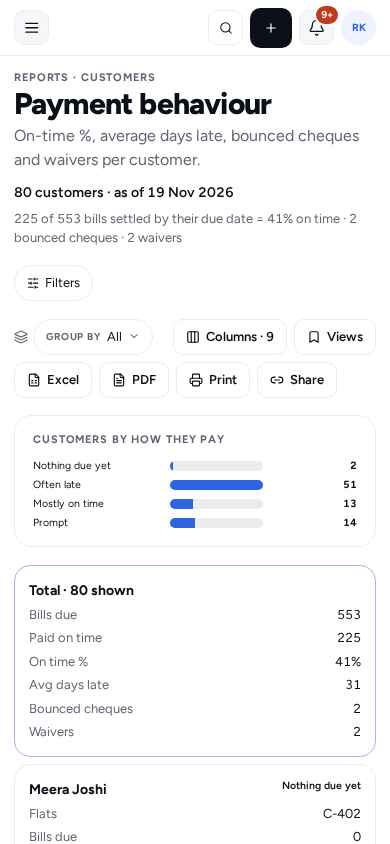 9+
RK
REPORTS · CUSTOMERS
Payment behaviour
On-time %, average days late, bounced cheques
and waivers per customer.
80 customers · as of 19 Nov 2026
225 of 553 bills settled by their due date = 41% on time · 2
bounced cheques · 2 waivers
Filters
GROUP BY All
Columns · 9
Views
Excel
PDF
Print
Share
CUSTOMERS BY HOW THEY PAY
Nothing due yet 2
Often late 51
Mostly on time 13
Prompt 14
Total · 80 shown
Bills due 553
Paid on time 225
On time % 41%
Avg days late 31
Bounced cheques 2
Waivers 2
Meera Joshi Nothing due yet
Flats C-402
Bills due 0